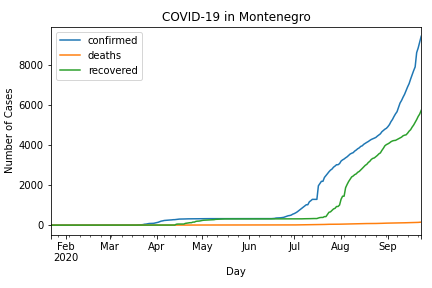 COVID-19 in Montenegro
confirmed
deaths
recovered
Number of Cases
8000
6000
4000
2000
0
Feb Mar Apr May Jun Jul Aug Sep
2020
Day